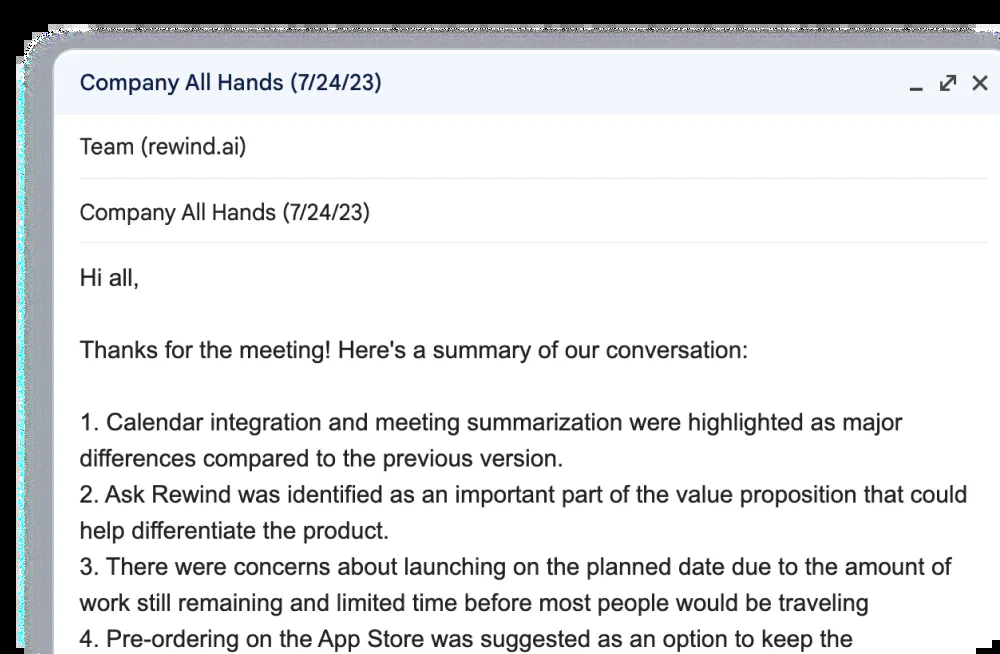 Company All Hands (7/24/23)
Team (rewind.ai)
Company All Hands (7/24/23)
Hi all,
Thanks for the meeting! Here's a summary of our conversation:
1. Calendar integration and meeting summarization were highlighted as major
differences compared to the previous version.
2. Ask Rewind was identified as an important part of the value proposition that could
help differentiate the product.
3. There were concerns about launching on the planned date due to the amount of
work still remaining and limited time before most people would be traveling
4. Pre-ordering on the App Store was suggested as an option to keep the